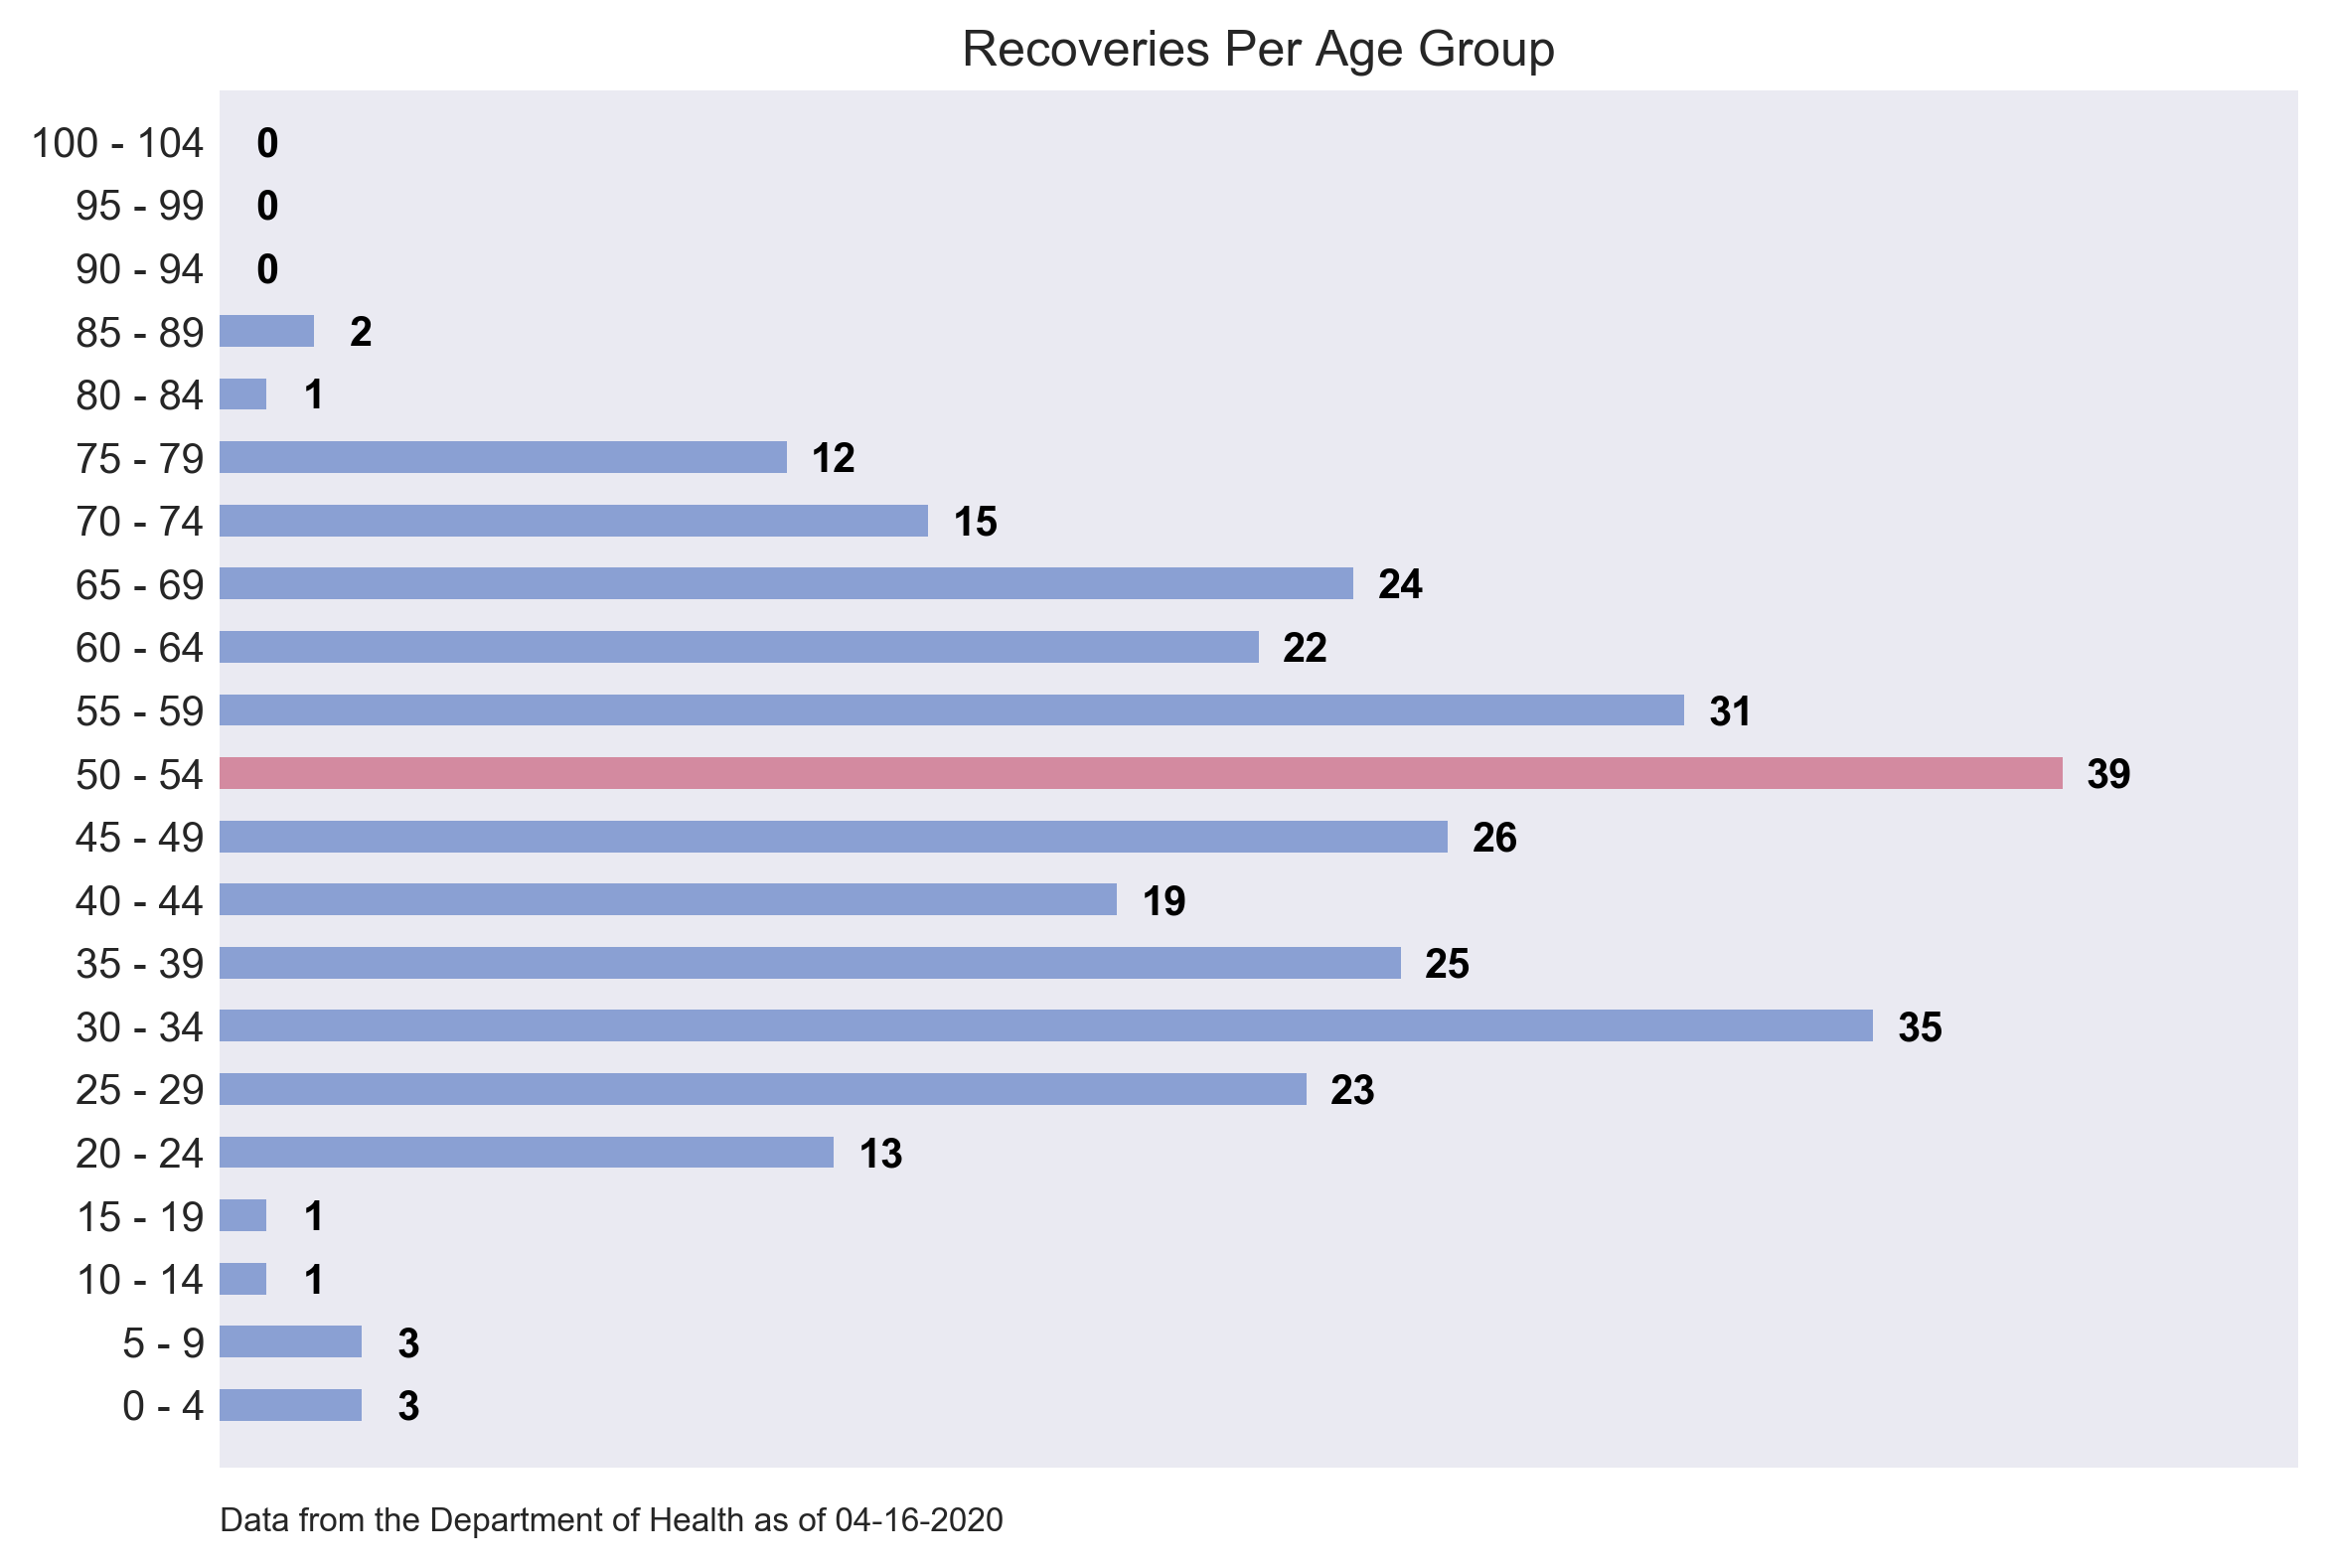 Recoveries Per Age Group
100 - 104 0
95 - 99 0
90 - 94 0
85 - 89 2
80 - 84 1
75 - 79 12
70 - 74 15
65 - 69 24
60 - 64 22
55 - 59 31
50 - 54 39
45 - 49 26
40 - 44 19
35 - 39 25
30 - 34 35
25 - 29 23
20 - 24 13
15 - 19 1
10 - 14 1
5 - 9 3
0 - 4 3
Data from the Department of Health as of 04-16-2020